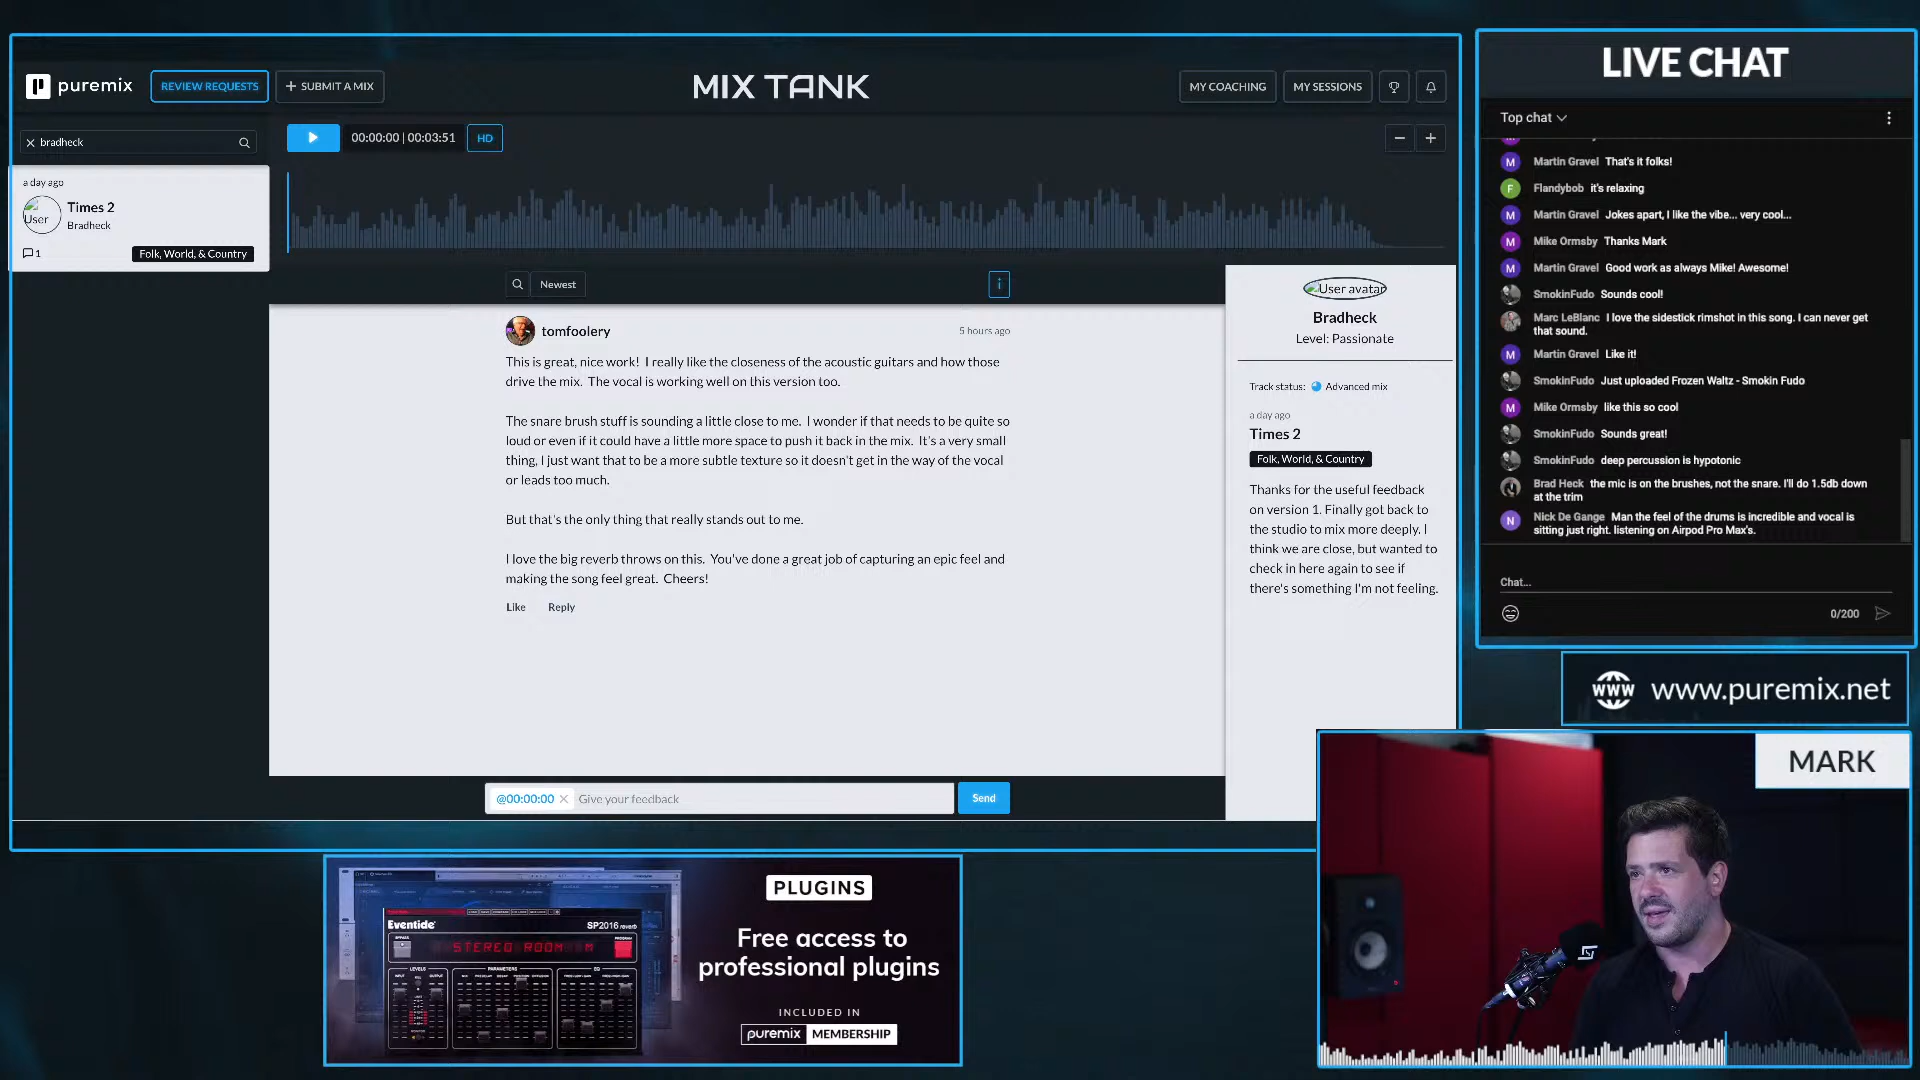 puremix
REVIEW REQUESTS
SUBMIT A MIX
MIX TANK
MY COACHING
MY SESSIONS
bradheck
00:00:00 | 00:03:51
HD
a day ago
User
Times 2
Bradheck
1
Folk, World, & Country
Newest
i
tomfoolery
5 hours ago
This is great, nice work!  I really like the closeness of the acoustic guitars and how those
drive the mix.  The vocal is working well on this version too.
The snare brush stuff is sounding a little close to me.  I wonder if that needs to be quite so
loud or even if it could have a little more space to push it back in the mix.  It's a very small
thing, I just want that to be a more subtle texture so it doesn't get in the way of the vocal
or leads too much.
But that's the only thing that really stands out to me.
I love the big reverb throws on this.  You've done a great job of capturing an epic feel and
making the song feel great.  Cheers!
Like
Reply
@00:00:00
Give your feedback
Send
User avatar
Bradheck
Level: Passionate
Track status:
Advanced mix
a day ago
Times 2
Folk, World, & Country
Thanks for the useful feedback
on version 1. Finally got back to
the studio to mix more deeply. I
think we are close, but wanted to
check in here again to see if
there's something I'm not feeling.
LIVE CHAT
Top chat
M Martin Gravel That's it folks!
F Flandybob it's relaxing
M Martin Gravel Jokes apart, I like the vibe... very cool...
M Mike Ormsby Thanks Mark
M Martin Gravel Good work as always Mike! Awesome!
SmokinFudo Sounds cool!
Marc LeBlanc I love the sidestick rimshot in this song. I can never get
that sound.
M Martin Gravel Like it!
SmokinFudo Just uploaded Frozen Waltz - Smokin Fudo
M Mike Ormsby like this so cool
SmokinFudo Sounds great!
SmokinFudo deep percussion is hypotonic
Brad Heck the mic is on the brushes, not the snare. I'll do 1.5db down
at the trim
N Nick De Gange Man the feel of the drums is incredible and vocal is
sitting just right. listening on Airpod Pro Max's.
Chat...
0/200
WWW
www.puremix.net
MARK
PLUGINS
Free access to
professional plugins
INCLUDED IN
puremix MEMBERSHIP
Eventide
SP2016 reverb
STEREO ROOM M
LEVELS
PARAMETERS
EQ